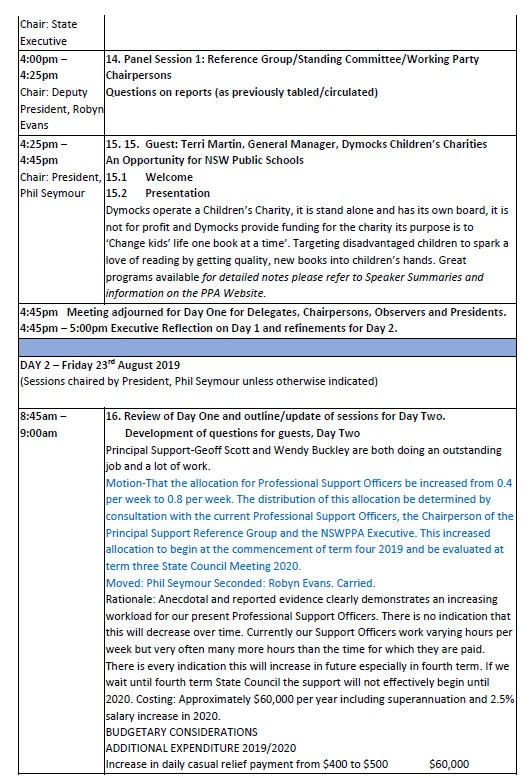 Chair: State
Executive
4:00pm –
4:25pm
Chair: Deputy
President, Robyn
Evans
14. Panel Session 1: Reference Group/Standing Committee/Working Party
Chairpersons
Questions on reports (as previously tabled/circulated)
4:25pm –
4:45pm
Chair: President,
Phil Seymour
15. 15. Guest: Terri Martin, General Manager, Dymocks Children's Charities
An Opportunity for NSW Public Schools
15.1 Welcome
15.2 Presentation
Dymocks operate a Children's Charity, it is stand alone and has its own board, it is
not for profit and Dymocks provide funding for the charity its purpose is to
'Change kids' life one book at a time'. Targeting disadvantaged children to spark a
love of reading by getting quality, new books into children's hands. Great
programs available for detailed notes please refer to Speaker Summaries and
information on the PPA Website.
4:45pm Meeting adjourned for Day One for Delegates, Chairpersons, Observers and Presidents.
4:45pm – 5:00pm Executive Reflection on Day 1 and refinements for Day 2.
DAY 2 – Friday 23rd August 2019
(Sessions chaired by President, Phil Seymour unless otherwise indicated)
8:45am –
9:00am
16. Review of Day One and outline/update of sessions for Day Two.
Development of questions for guests, Day Two
Principal Support-Geoff Scott and Wendy Buckley are both doing an outstanding
job and a lot of work.
Motion-That the allocation for Professional Support Officers be increased from 0.4
per week to 0.8 per week. The distribution of this allocation be determined by
consultation with the current Professional Support Officers, the Chairperson of the
Principal Support Reference Group and the NSWPPA Executive. This increased
allocation to begin at the commencement of term four 2019 and be evaluated at
term three State Council Meeting 2020.
Moved: Phil Seymour Seconded: Robyn Evans. Carried.
Rationale: Anecdotal and reported evidence clearly demonstrates an increasing
workload for our present Professional Support Officers. There is no indication that
this will decrease over time. Currently our Support Officers work varying hours per
week but very often many more hours than the time for which they are paid.
There is every indication this will increase in future especially in fourth term. If we
wait until fourth term State Council the support will not effectively begin until
2020. Costing: Approximately $60,000 per year including superannuation and 2.5%
salary increase in 2020.
BUDGETARY CONSIDERATIONS
ADDITIONAL EXPENDITURE 2019/2020
Increase in daily casual relief payment from $400 to $500 $60,000